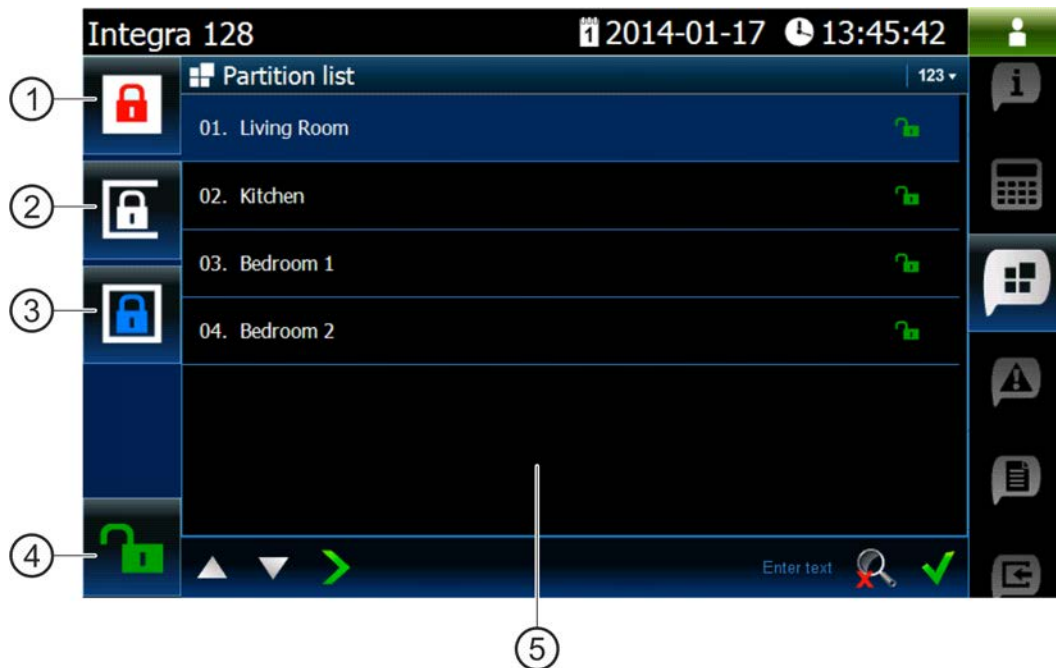 Integra 128
1 2014-01-17 13:45:42
Partition list
123
01. Living Room
02. Kitchen
03. Bedroom 1
04. Bedroom 2
Enter text
1
2
3
4
5
i